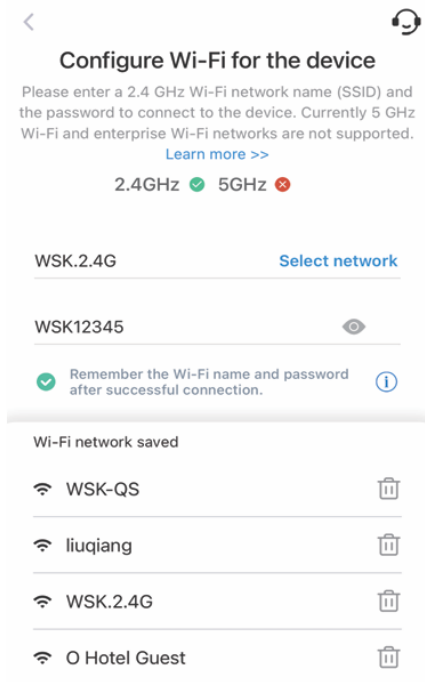 Configure Wi-Fi for the device
Please enter a 2.4 GHz Wi-Fi network name (SSID) and
the password to connect to the device. Currently 5 GHz
Wi-Fi and enterprise Wi-Fi networks are not supported.
Learn more >>
2.4GHz 5GHz
WSK.2.4G Select network
WSK12345
Remember the Wi-Fi name and password
after successful connection.
Wi-Fi network saved
WSK-QS
liuqiang
WSK.2.4G
O Hotel Guest